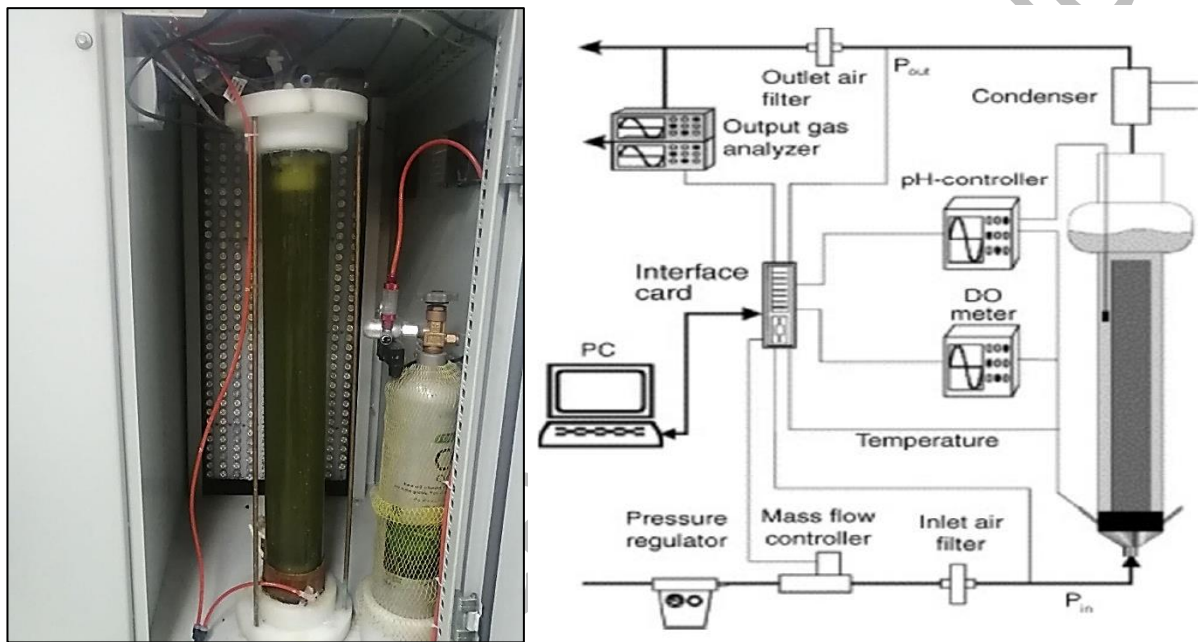 P_out
Outlet air
filter
Condenser
Output gas
analyzer
pH-controller
Interface
card
DO
meter
PC
Temperature
Pressure
regulator
Mass flow
controller
Inlet air
filter
P_in